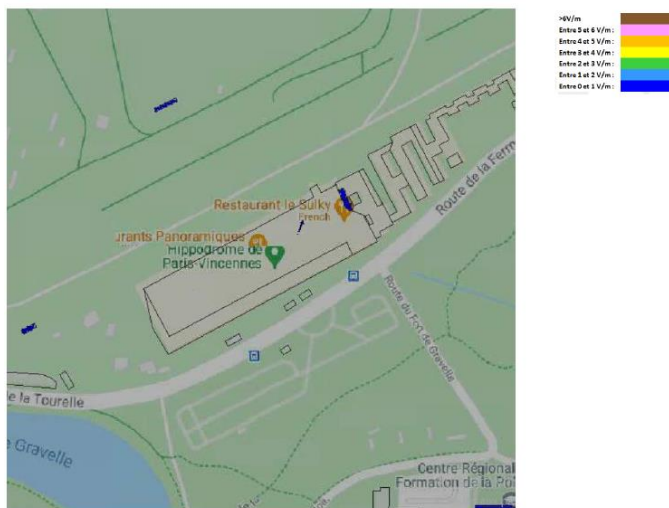 >6V/m
Entre 5 et 6 V/m :
Entre 4 et 5 V/m :
Entre 3 et 4 V/m :
Entre 2 et 3 V/m :
Entre 1 et 2 V/m :
Entre 0 et 1 V/m :
Restaurant le Sulky
French
urants Panoramiques
Hippodrome de
Paris-Vincennes
Route de la Ferm
Route du Fort de Gravelle
e la Tourelle
e Gravelle
Centre Régional
Formation de la Pol